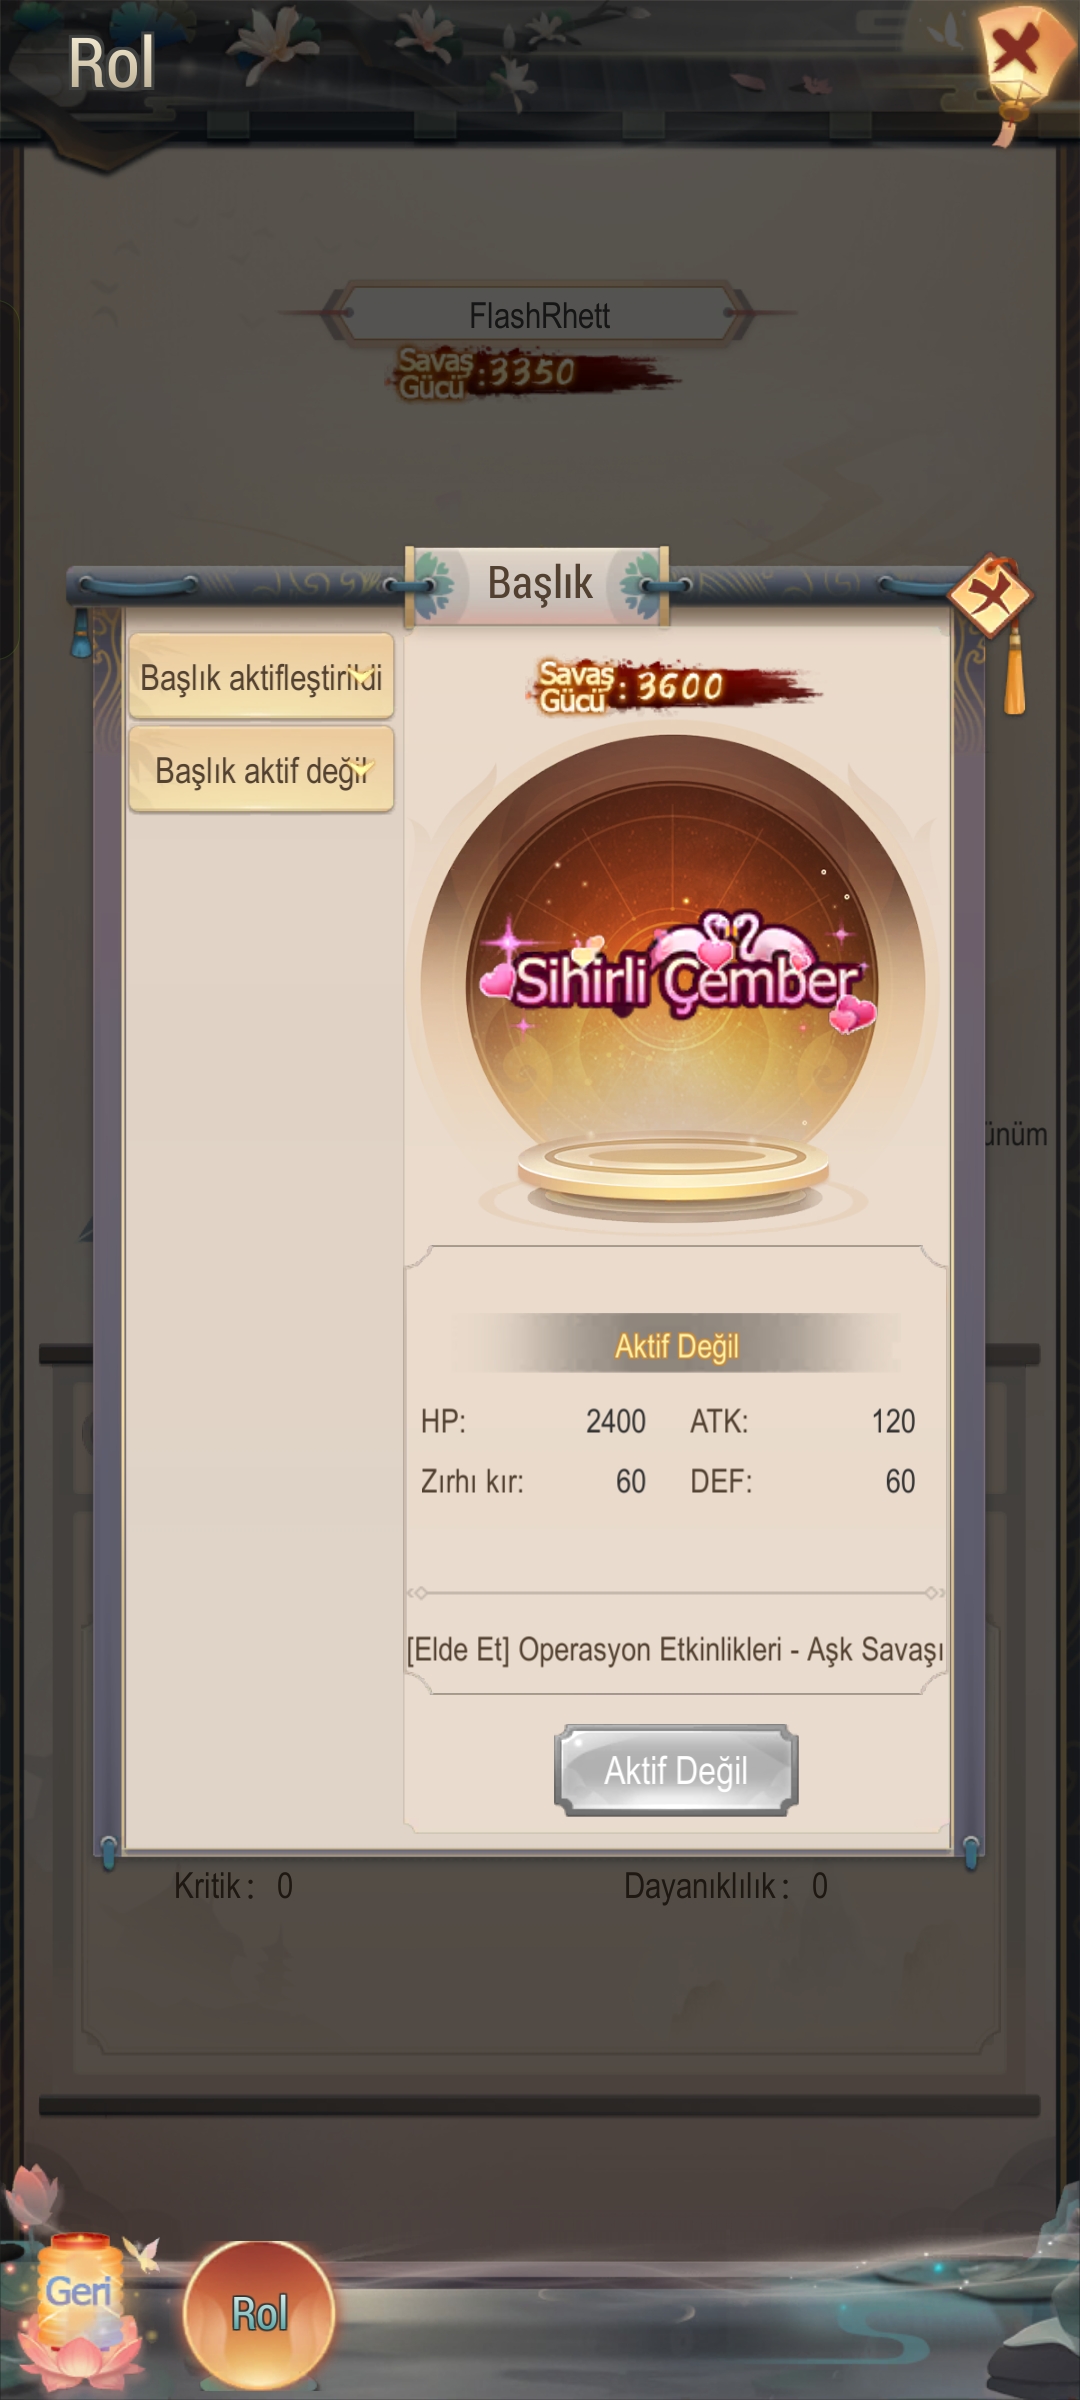 Rol
FlashRhett
Savaş Gücü :3350
Başlık
Başlık aktifleştirildi
Başlık aktif değil
Savaş Gücü : 3600
Sihirli Çember
Aktif Değil
HP: 2400 ATK: 120
Zırhı kır: 60 DEF: 60
[Elde Et] Operasyon Etkinlikleri - Aşk Savaşı
Aktif Değil
Kritik: 0 Dayanıklılık: 0
Geri
Rol